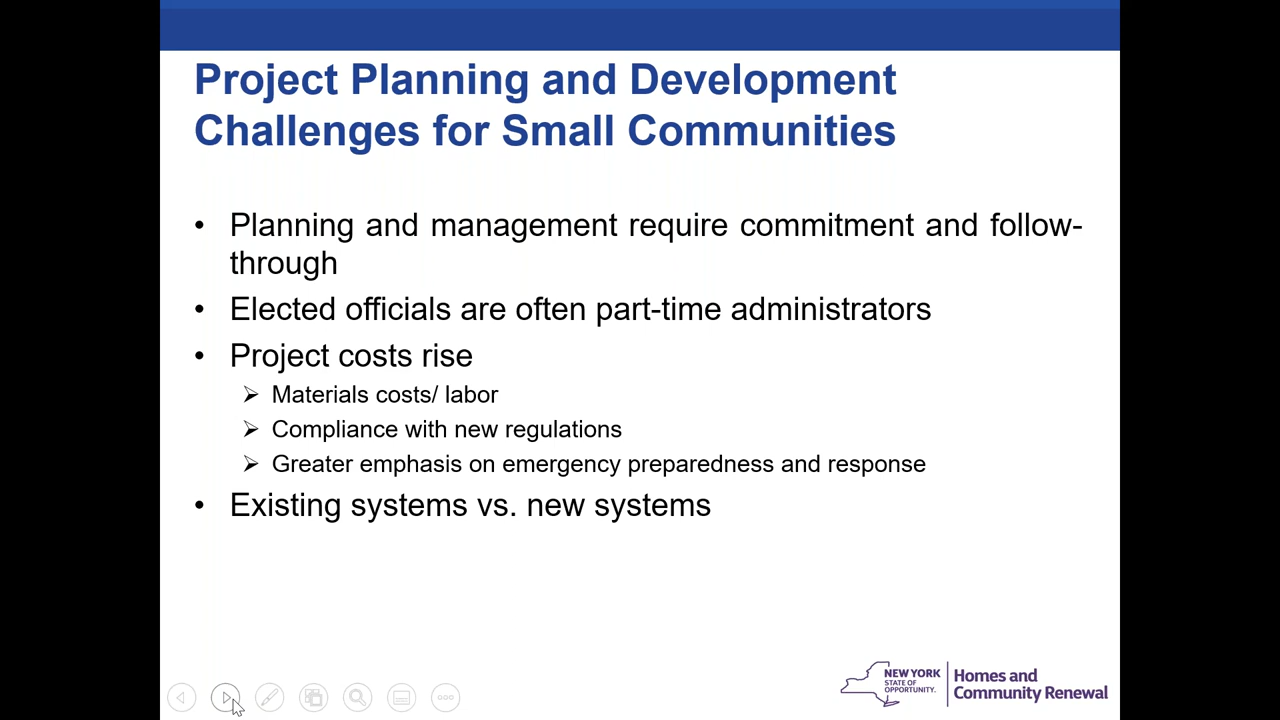 Project Planning and Development
Challenges for Small Communities
• Planning and management require commitment and follow-
through
• Elected officials are often part-time administrators
• Project costs rise
➢ Materials costs/ labor
➢ Compliance with new regulations
➢ Greater emphasis on emergency preparedness and response
• Existing systems vs. new systems
NEW YORK
STATE OF
OPPORTUNITY.
Homes and
Community Renewal